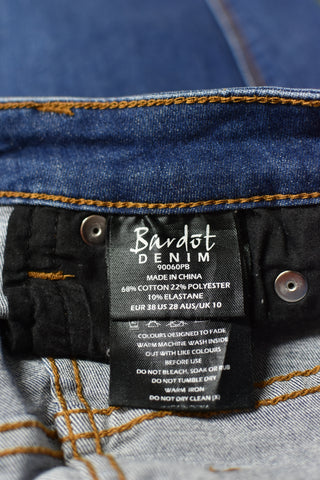 Bardot
DENIM
90060PB
MADE IN CHINA
68% COTTON 22% POLYESTER
10% ELASTANE
EUR 38 US 28 AUS/UK 10
COLOURS DESIGNED TO FADE
WARM MACHINE WASH INSIDE
OUT WITH LIKE COLOURS
BEFORE USE
DO NOT BLEACH, SOAK OR RUB
DO NOT TUMBLE DRY
WARM IRON
DO NOT DRY CLEAN (X)